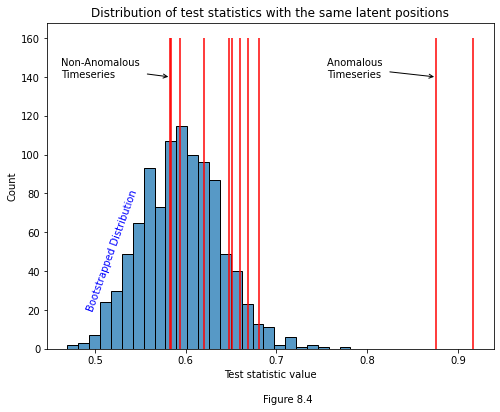 Distribution of test statistics with the same latent positions
160
140
120
100
80
60
40
20
0
Count
Non-Anomalous
Timeseries
Anomalous
Timeseries
Bootstrapped Distribution
0.5 0.6 0.7 0.8 0.9
Test statistic value
Figure 8.4